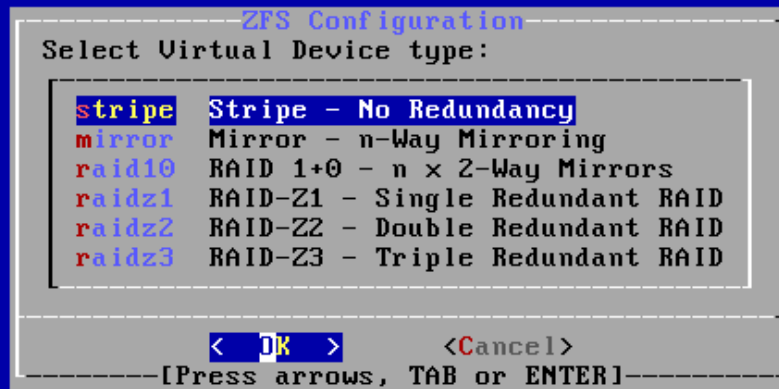 ZFS Configuration
Select Virtual Device type:
stripe Stripe - No Redundancy
mirror Mirror - n-Way Mirroring
raid10 RAID 1+0 - n x 2-Way Mirrors
raidz1 RAID-Z1 - Single Redundant RAID
raidz2 RAID-Z2 - Double Redundant RAID
raidz3 RAID-Z3 - Triple Redundant RAID
< OK > <Cancel>
[Press arrows, TAB or ENTER]